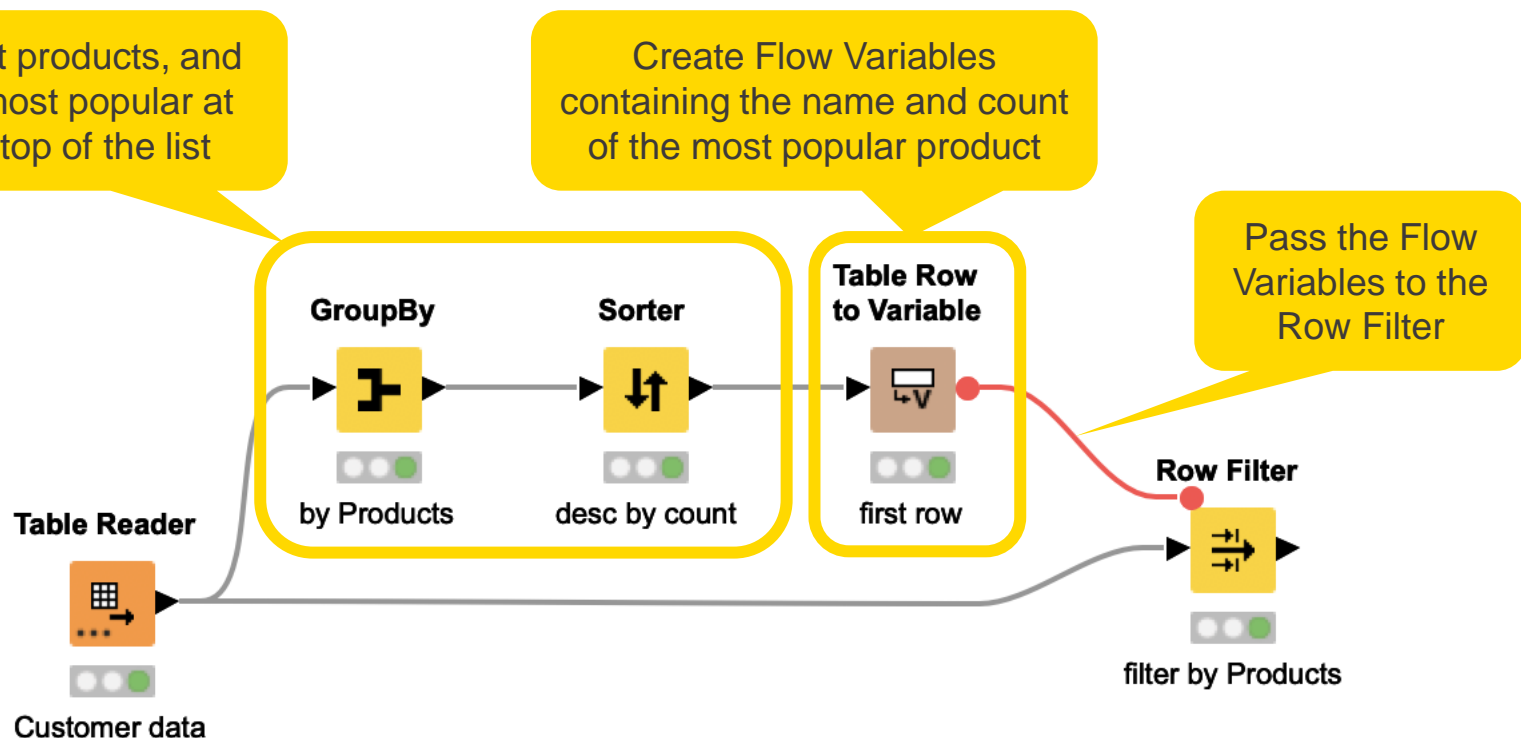 t products, and
most popular at
top of the list
Create Flow Variables
containing the name and count
of the most popular product
Pass the Flow
Variables to the
Row Filter
GroupBy
by Products
Sorter
desc by count
Table Row
to Variable
V
first row
Row Filter
filter by Products
Table Reader
Customer data